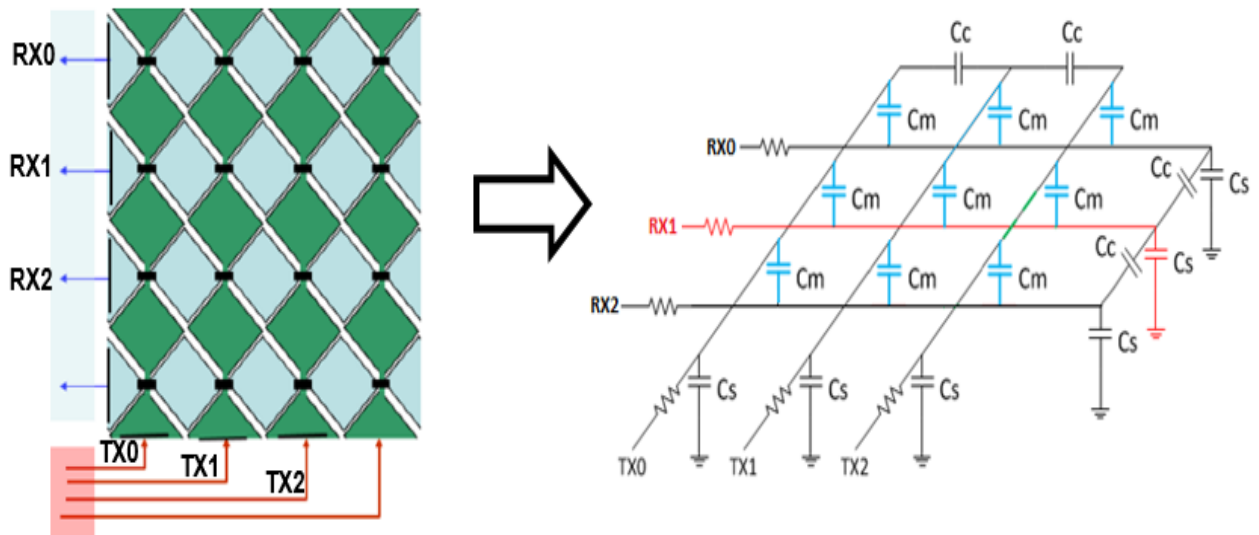 RX0
RX1
RX2
TX0
TX1
TX2
Cc Cc
Cm Cm Cm
RX0
Cc Cs
Cm Cm Cm
RX1
Cc Cs
Cm Cm Cm
RX2
Cs
Cs Cs Cs
TX0 TX1 TX2